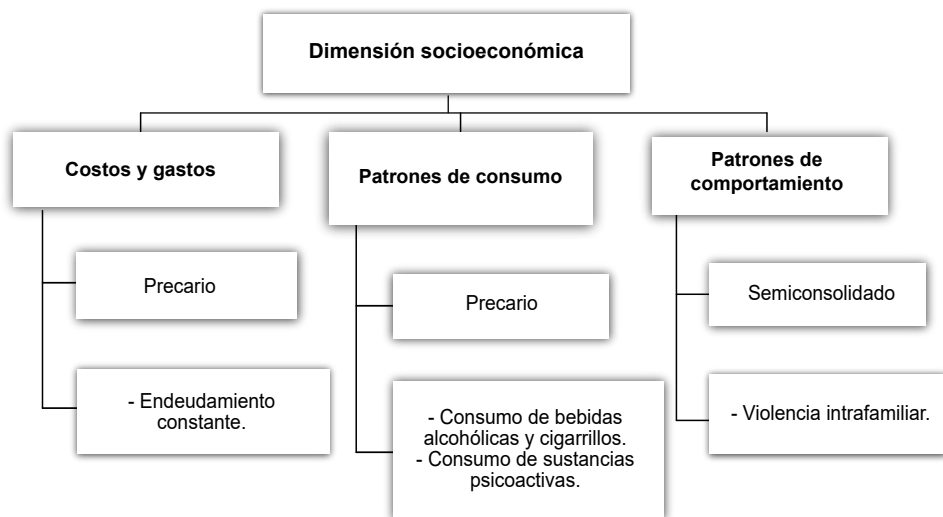 Dimensión socioeconómica
Costos y gastos
Precario
- Endeudamiento
constante.
Patrones de consumo
Precario
- Consumo de bebidas
alcohólicas y cigarrillos.
- Consumo de sustancias
psicoactivas.
Patrones de
comportamiento
Semiconsolidado
- Violencia intrafamiliar.